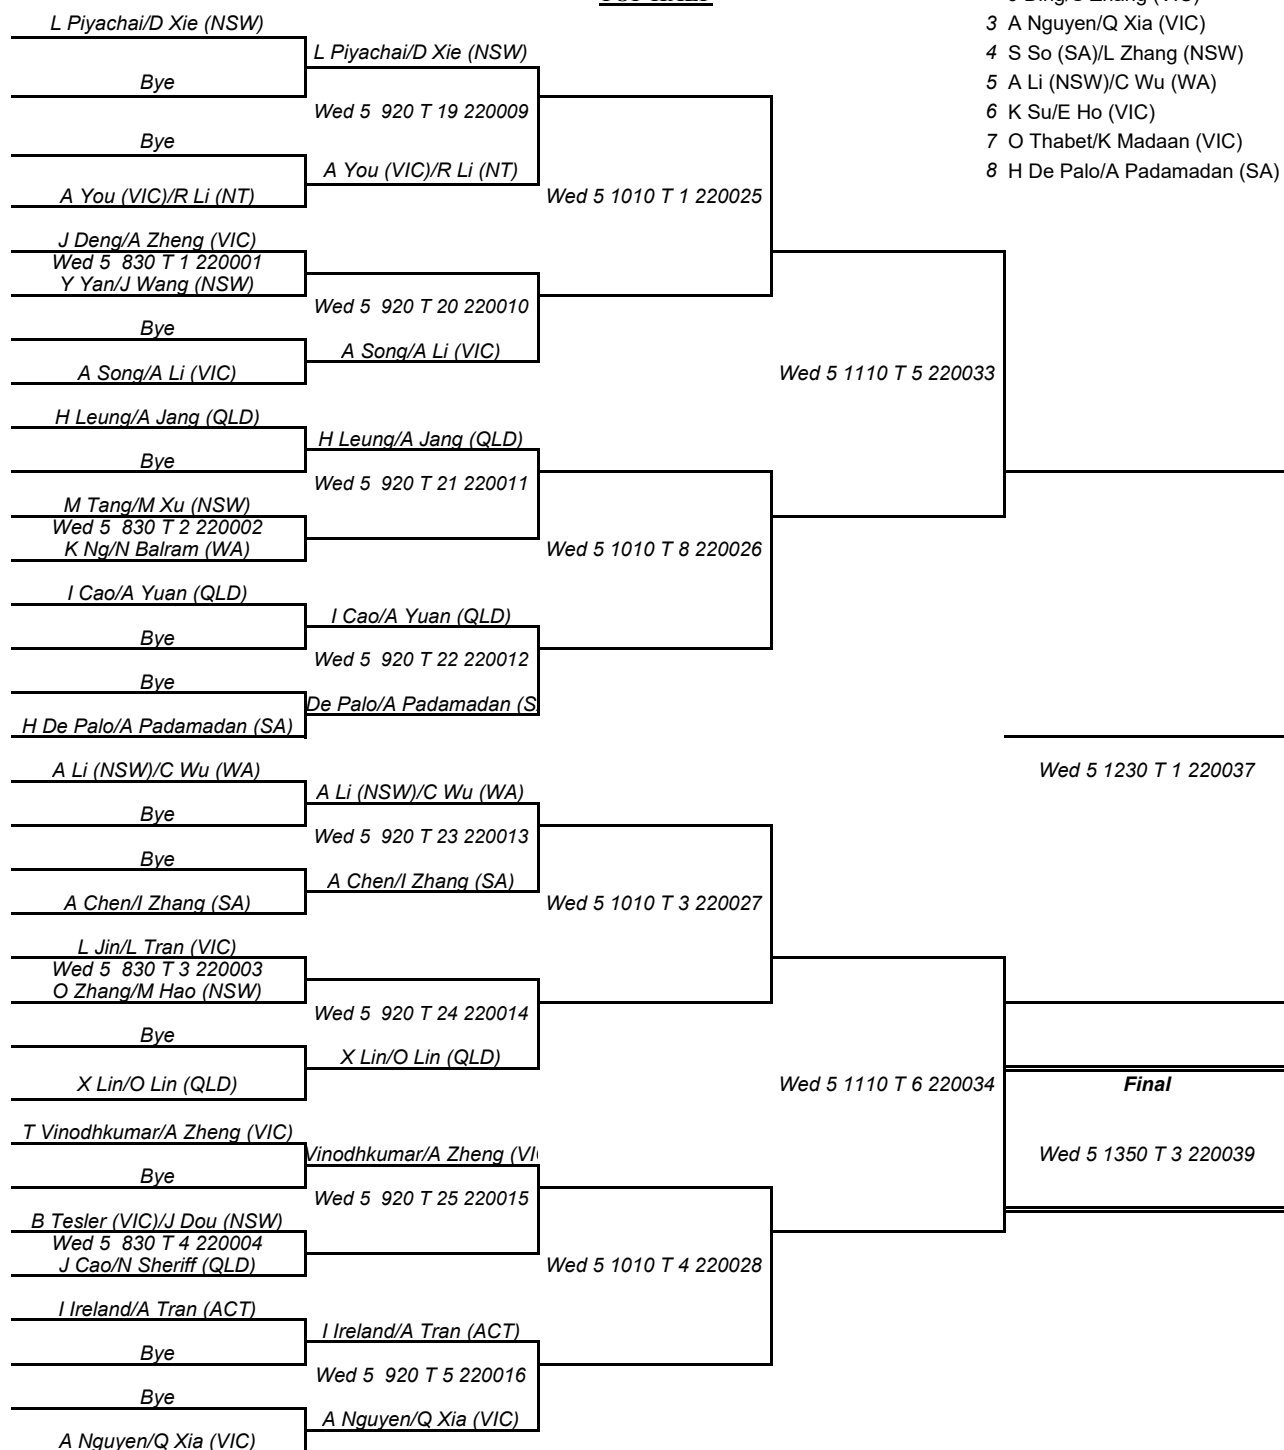 L Piyachai/D Xie (NSW)
Bye
Bye
A You (VIC)/R Li (NT)
J Deng/A Zheng (VIC)
Wed 5 830 T 1 220001
Y Yan/J Wang (NSW)
Bye
A Song/A Li (VIC)
H Leung/A Jang (QLD)
Bye
M Tang/M Xu (NSW)
Wed 5 830 T 2 220002
K Ng/N Balram (WA)
I Cao/A Yuan (QLD)
Bye
Bye
H De Palo/A Padamadan (SA)
A Li (NSW)/C Wu (WA)
Bye
Bye
A Chen/I Zhang (SA)
L Jin/L Tran (VIC)
Wed 5 830 T 3 220003
O Zhang/M Hao (NSW)
Bye
X Lin/O Lin (QLD)
T Vinodhkumar/A Zheng (VIC)
Bye
B Tesler (VIC)/J Dou (NSW)
Wed 5 830 T 4 220004
J Cao/N Sheriff (QLD)
I Ireland/A Tran (ACT)
Bye
Bye
A Nguyen/Q Xia (VIC)
L Piyachai/D Xie (NSW)
Wed 5 920 T 19 220009
A You (VIC)/R Li (NT)
Wed 5 920 T 20 220010
A Song/A Li (VIC)
H Leung/A Jang (QLD)
Wed 5 920 T 21 220011
I Cao/A Yuan (QLD)
Wed 5 920 T 22 220012
De Palo/A Padamadan (S
A Li (NSW)/C Wu (WA)
Wed 5 920 T 23 220013
A Chen/I Zhang (SA)
Wed 5 920 T 24 220014
X Lin/O Lin (QLD)
Vinodhkumar/A Zheng (VI
Wed 5 920 T 25 220015
I Ireland/A Tran (ACT)
Wed 5 920 T 5 220016
A Nguyen/Q Xia (VIC)
Wed 5 1010 T 1 220025
Wed 5 1010 T 8 220026
Wed 5 1010 T 3 220027
Wed 5 1010 T 4 220028
Wed 5 1110 T 5 220033
Wed 5 1110 T 6 220034
3 A Nguyen/Q Xia (VIC)
4 S So (SA)/L Zhang (NSW)
5 A Li (NSW)/C Wu (WA)
6 K Su/E Ho (VIC)
7 O Thabet/K Madaan (VIC)
8 H De Palo/A Padamadan (SA)
Wed 5 1230 T 1 220037
Final
Wed 5 1350 T 3 220039